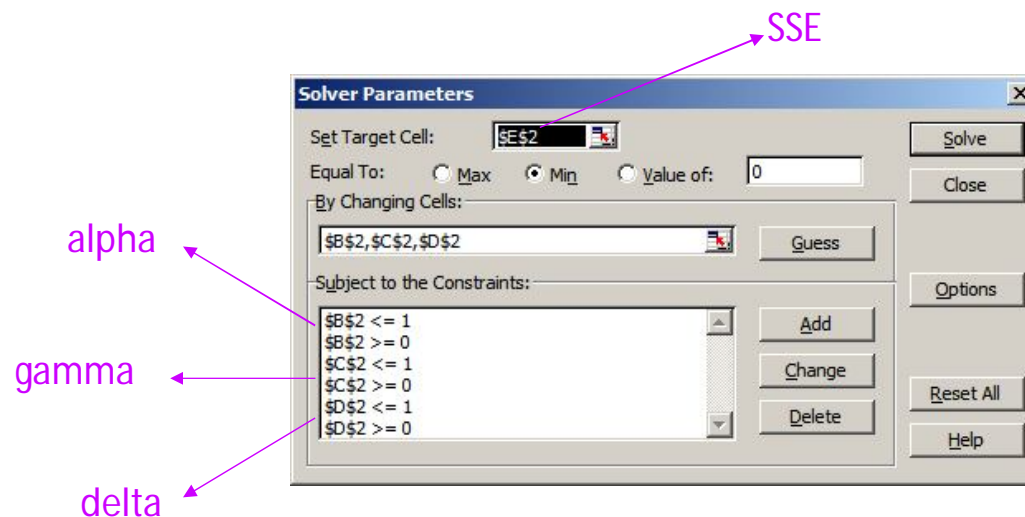 SSE
Solver Parameters
Set Target Cell: $E$2 Solve
Equal To: Max Min Value of: 0 Close
By Changing Cells:
$B$2,$C$2,$D$2 Guess
alpha
Subject to the Constraints: Options
$B$2 <= 1 Add
$B$2 >= 0
$C$2 <= 1 Change
gamma
$C$2 >= 0 Reset All
$D$2 <= 1 Delete
$D$2 >= 0 Help
delta